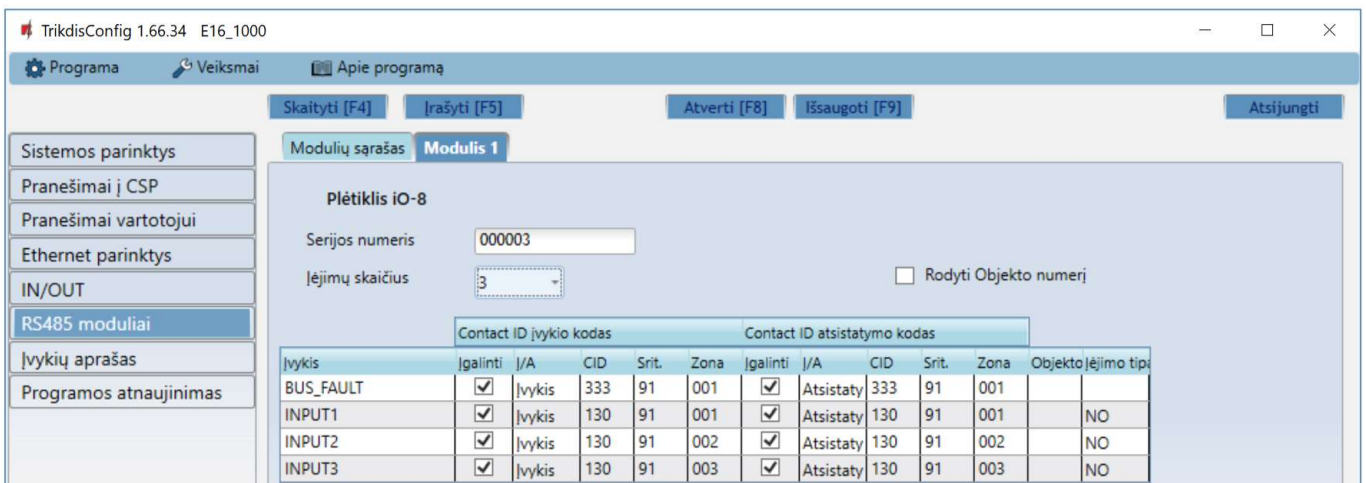 TrikdisConfig 1.66.34 E16_1000
Programa Veiksmai Apie programą
Skaityti [F4] Įrašyti [F5] Atverti [F8] Išsaugoti [F9] Atsijungti
Sistemos parinktys
Pranešimai į CSP
Pranešimai vartotojui
Ethernet parinktys
IN/OUT
RS485 moduliai
Įvykių aprašas
Programos atnaujinimas
Modulių sąrašas Modulis 1
Plėtiklis iO-8
Serijos numeris 000003
Įėjimų skaičius 3 Rodyti Objekto numerį
Contact ID įvykio kodas Contact ID atsistatymo kodas
Įvykis Įgalinti Į/A CID Srit. Zona Įgalinti Į/A CID Srit. Zona Objekto Įėjimo tipa
BUS_FAULT Įvykis 333 91 001 Atsistaty 333 91 001
INPUT1 Įvykis 130 91 001 Atsistaty 130 91 001 NO
INPUT2 Įvykis 130 91 002 Atsistaty 130 91 002 NO
INPUT3 Įvykis 130 91 003 Atsistaty 130 91 003 NO